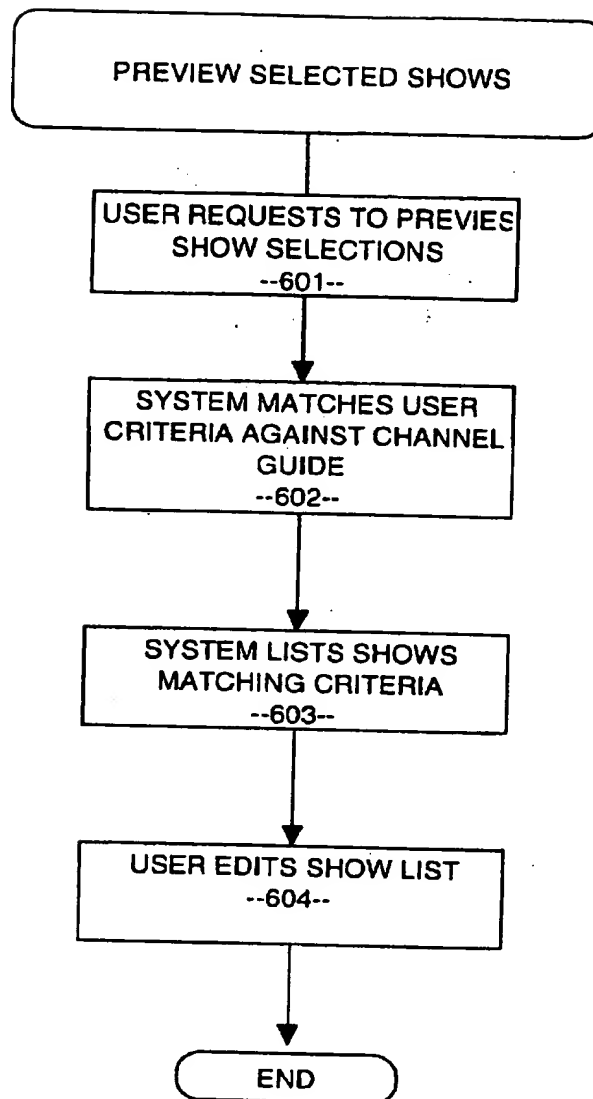 PREVIEW SELECTED SHOWS
USER REQUESTS TO PREVIES
SHOW SELECTIONS
--601--
SYSTEM MATCHES USER
CRITERIA AGAINST CHANNEL
GUIDE
--602--
SYSTEM LISTS SHOWS
MATCHING CRITERIA
--603--
USER EDITS SHOW LIST
--604--
END